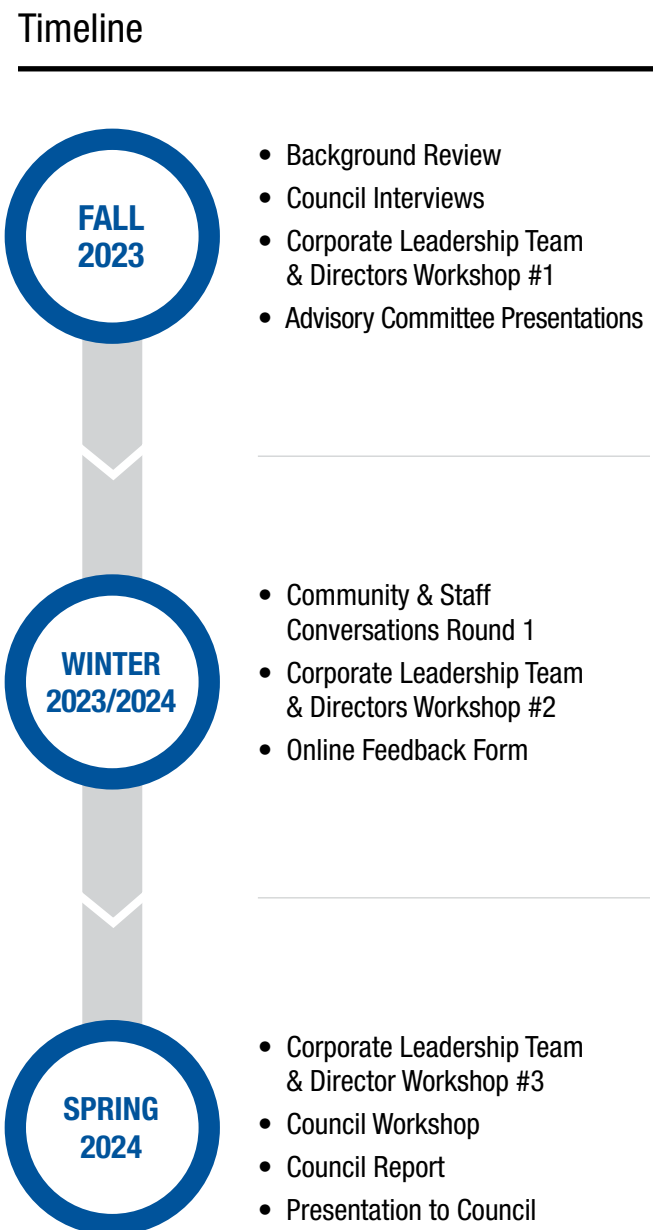 Timeline
FALL
2023
• Background Review
• Council Interviews
• Corporate Leadership Team
& Directors Workshop #1
• Advisory Committee Presentations
WINTER
2023/2024
• Community & Staff
Conversations Round 1
• Corporate Leadership Team
& Directors Workshop #2
• Online Feedback Form
SPRING
2024
• Corporate Leadership Team
& Director Workshop #3
• Council Workshop
• Council Report
• Presentation to Council